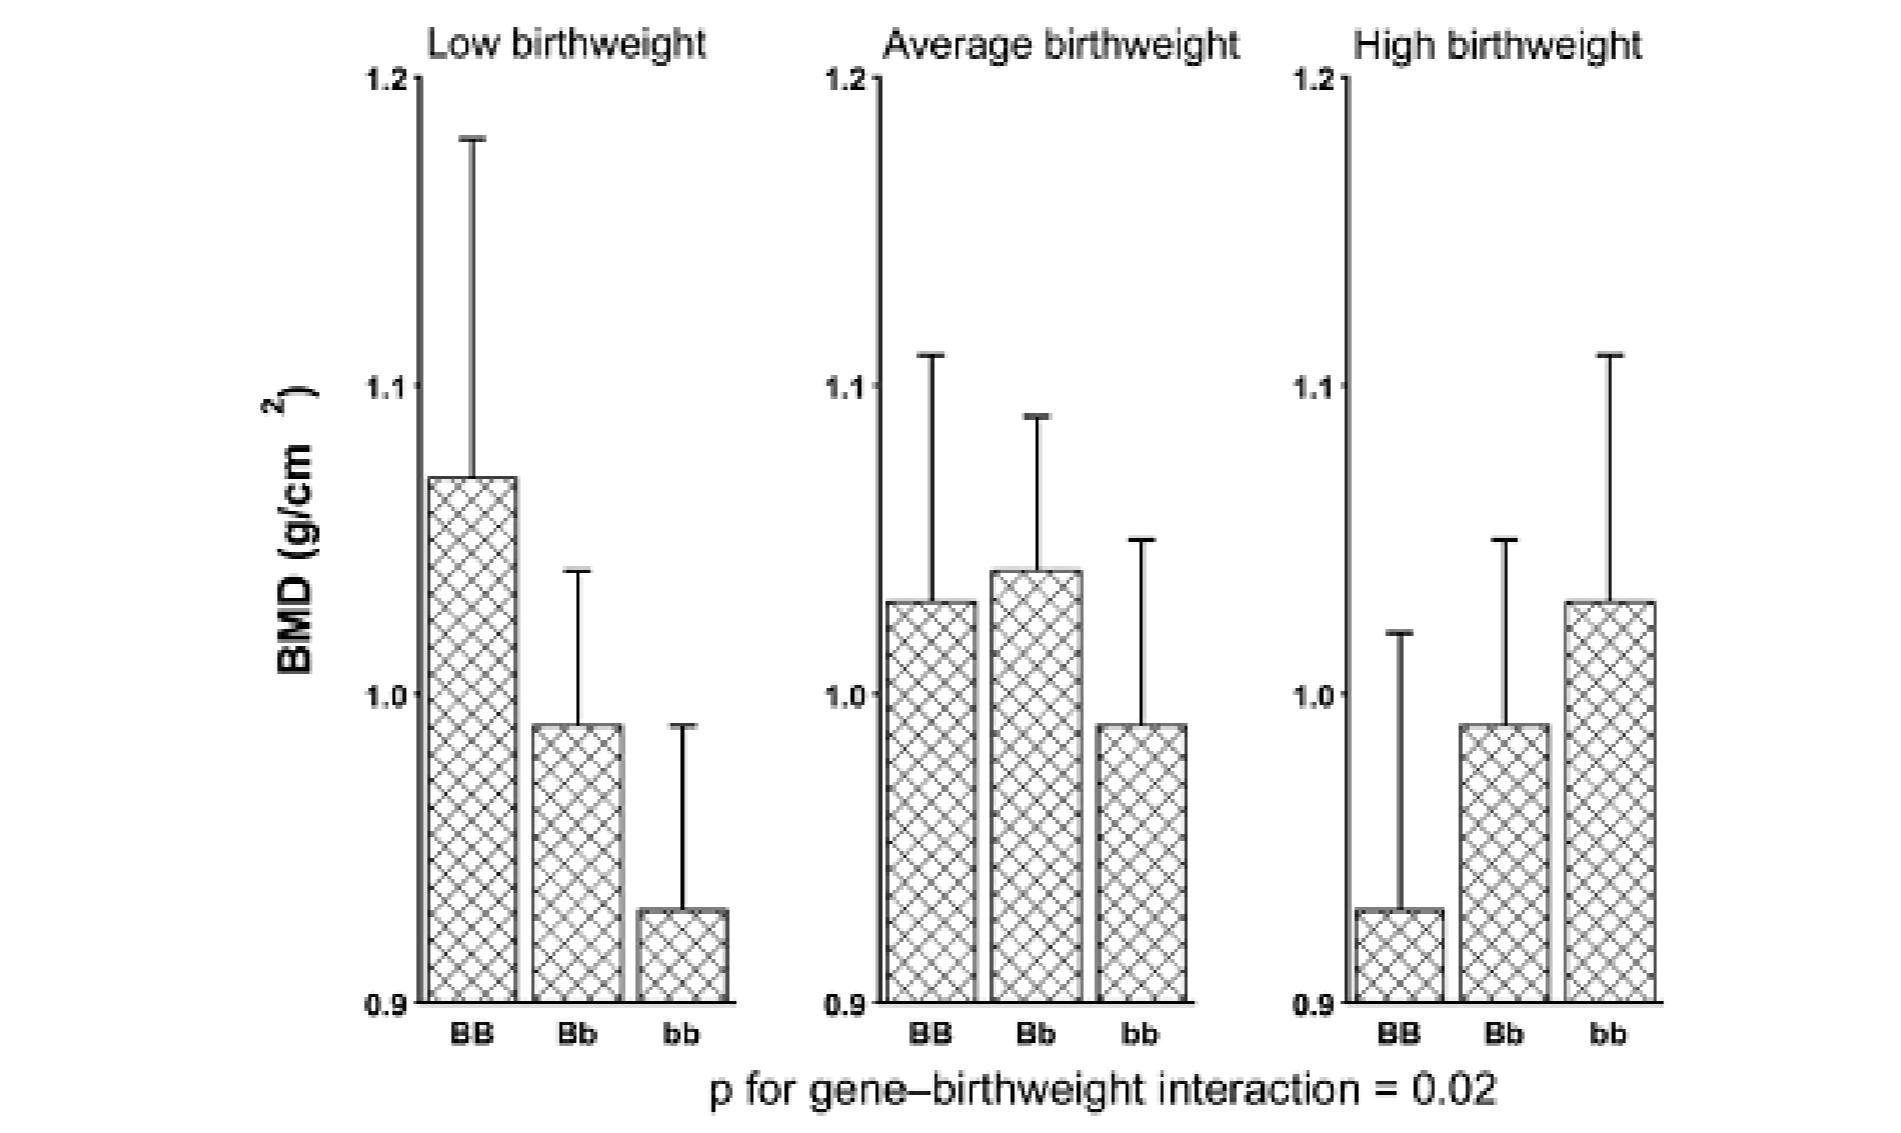 Low birthweight Average birthweight High birthweight
1.2 1.2 1.2
1.1 1.1 1.1
BMD (g/cm 2)
1.0 1.0 1.0
0.9 0.9 0.9
BB Bb bb BB Bb bb BB Bb bb
p for gene–birthweight interaction = 0.02